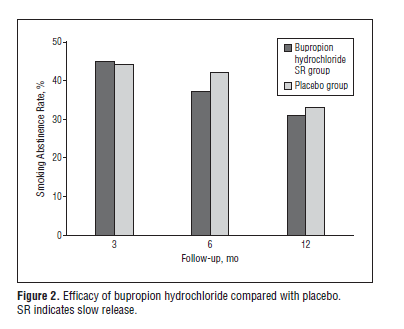 50
40
30
20
10
0
Smoking Abstinence Rate, %
Bupropion
hydrochloride
SR group
Placebo group
3 6 12
Follow-up, mo
Figure 2. Efficacy of bupropion hydrochloride compared with placebo.
SR indicates slow release.